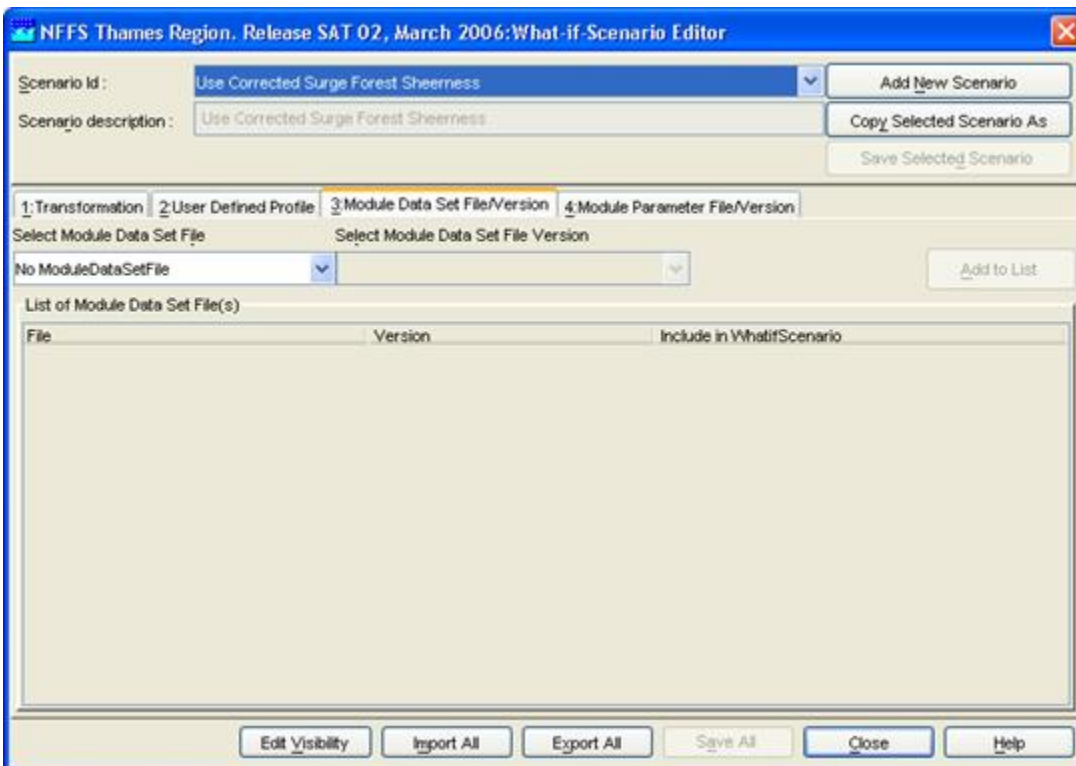 NFFS Thames Region. Release SAT 02, March 2006:What-if-Scenario Editor
Scenario Id : Use Corrected Surge Forest Sheerness Add New Scenario
Scenario description : Use Corrected Surge Forest Sheerness Copy Selected Scenario As
Save Selected Scenario
1:Transformation 2:User Defined Profile 3:Module Data Set File/Version 4:Module Parameter File/Version
Select Module Data Set File Select Module Data Set File Version
No ModuleDataSetFile Add to List
List of Module Data Set File(s)
File Version Include in WhatifScenario
Edit Visibility Import All Export All Save All Close Help